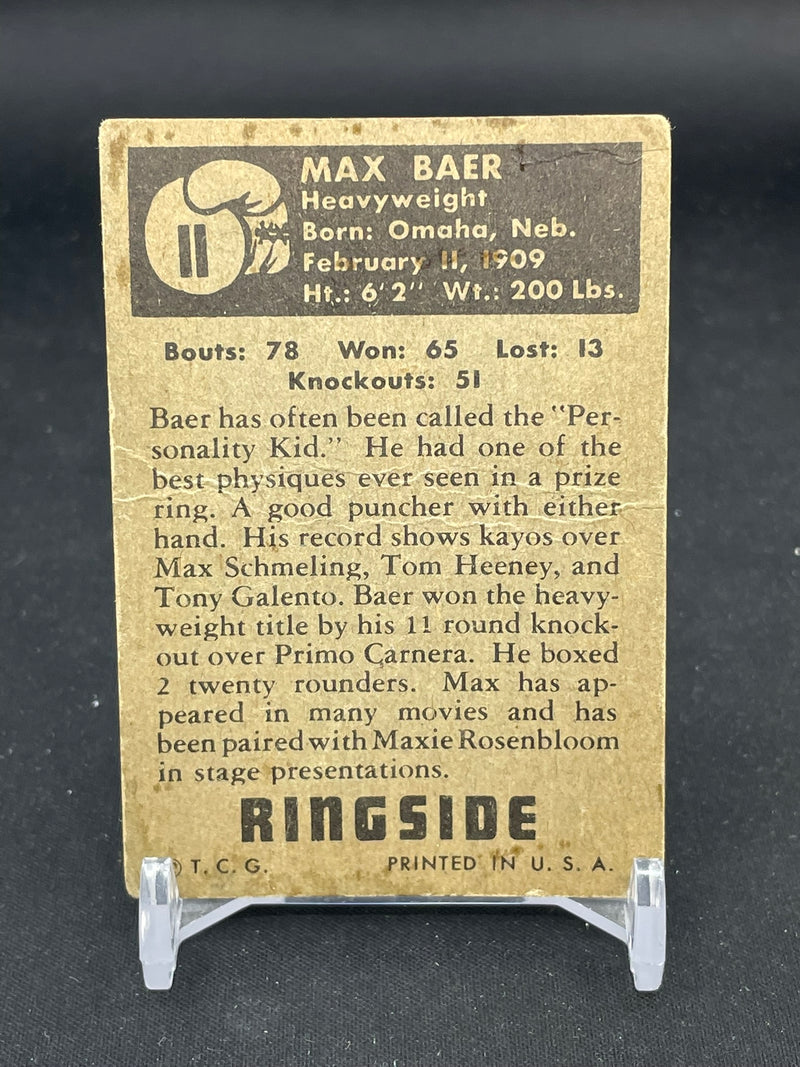 11
MAX BAER
Heavyweight
Born: Omaha, Neb.
February 11, 1909
Ht.: 6'2" Wt.: 200 Lbs.
Bouts: 78 Won: 65 Lost: 13
Knockouts: 51
Baer has often been called the "Per-
sonality Kid." He had one of the
best physiques ever seen in a prize
ring. A good puncher with either
hand. His record shows kayos over
Max Schmeling, Tom Heeney, and
Tony Galento. Baer won the heavy-
weight title by his 11 round knock-
out over Primo Carnera. He boxed
2 twenty rounders. Max has ap-
peared in many movies and has
been paired with Maxie Rosenbloom
in stage presentations.
RINGSIDE
© T. C. G. PRINTED IN U. S. A.